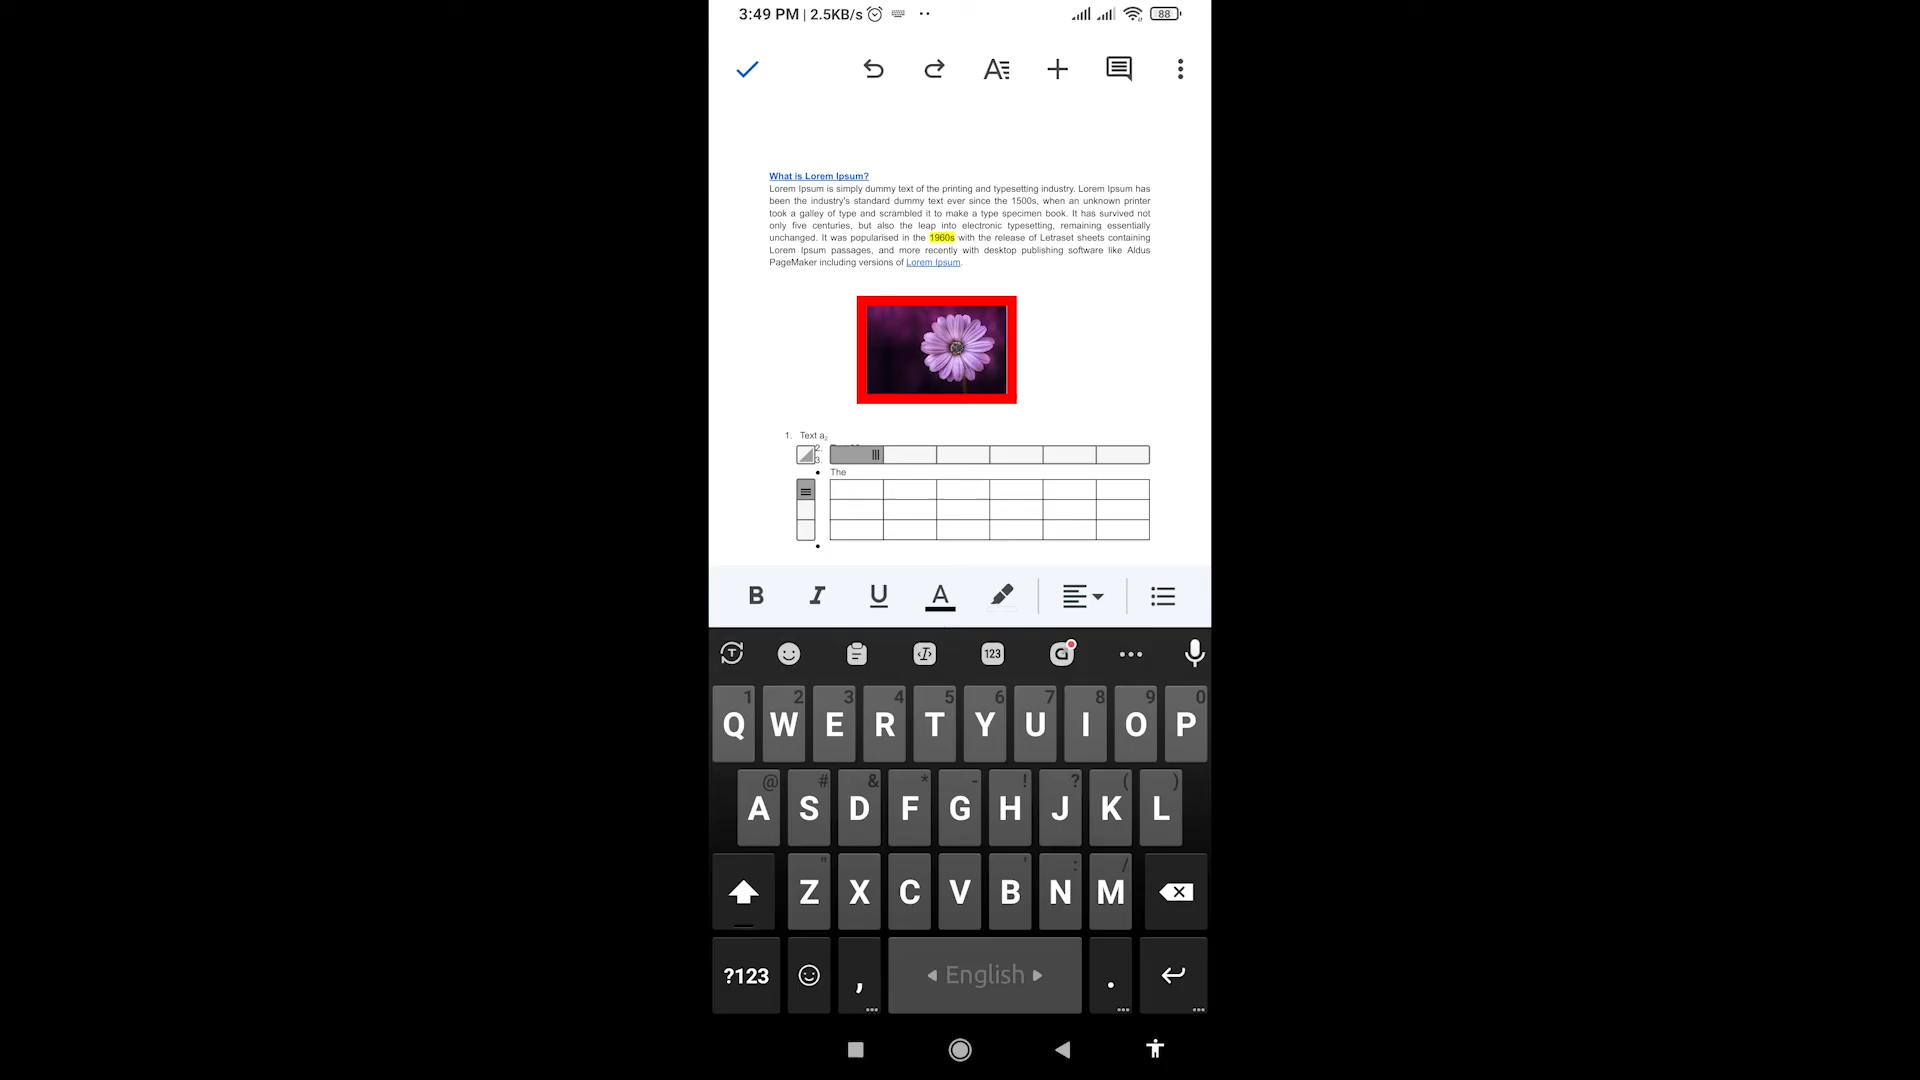 3:49 PM | 2.5KB/s 88
What is Lorem Ipsum?
Lorem Ipsum is simply dummy text of the printing and typesetting industry. Lorem Ipsum has
been the industry's standard dummy text ever since the 1500s, when an unknown printer
took a galley of type and scrambled it to make a type specimen book. It has survived not
only five centuries, but also the leap into electronic typesetting, remaining essentially
unchanged. It was popularised in the 1960s with the release of Letraset sheets containing
Lorem Ipsum passages, and more recently with desktop publishing software like Aldus
PageMaker including versions of Lorem Ipsum.
1. Text a₂
2.
3.
• The
•
B I U A
T 123
1 2 3 4 5 6 7 8 9 0
Q W E R T Y U I O P
@ # & * - ! ? ( )
A S D F G H J K L
" ' : /
Z X C V B N M
?123 , English .